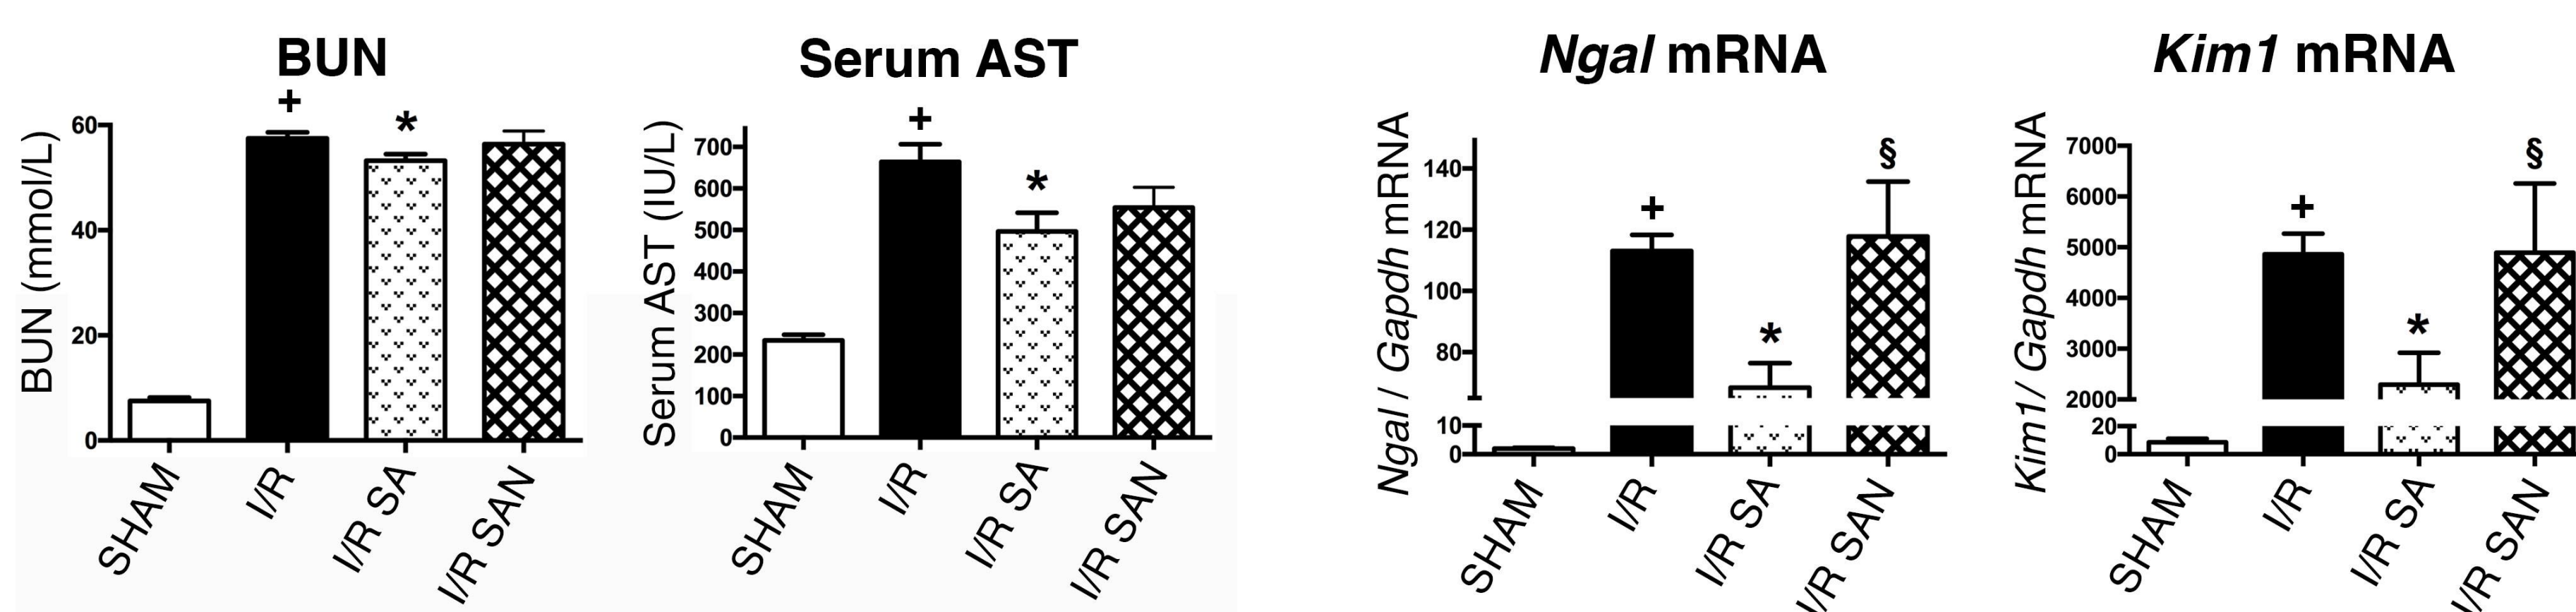 BUN
BUN (mmol/L)
+
*
60
40
20
0
SHAM
I/R
I/R SA
I/R SAN
Serum AST
Serum AST (IU/L)
+
*
700
600
500
400
300
200
100
0
SHAM
I/R
I/R SA
I/R SAN
Ngal mRNA
Ngal / Gapdh mRNA
+
*
§
140
120
100
80
10
0
SHAM
I/R
I/R SA
I/R SAN
Kim1 mRNA
Kim1/ Gapdh mRNA
+
*
§
7000
6000
5000
4000
3000
2000
20
0
SHAM
I/R
I/R SA
I/R SAN